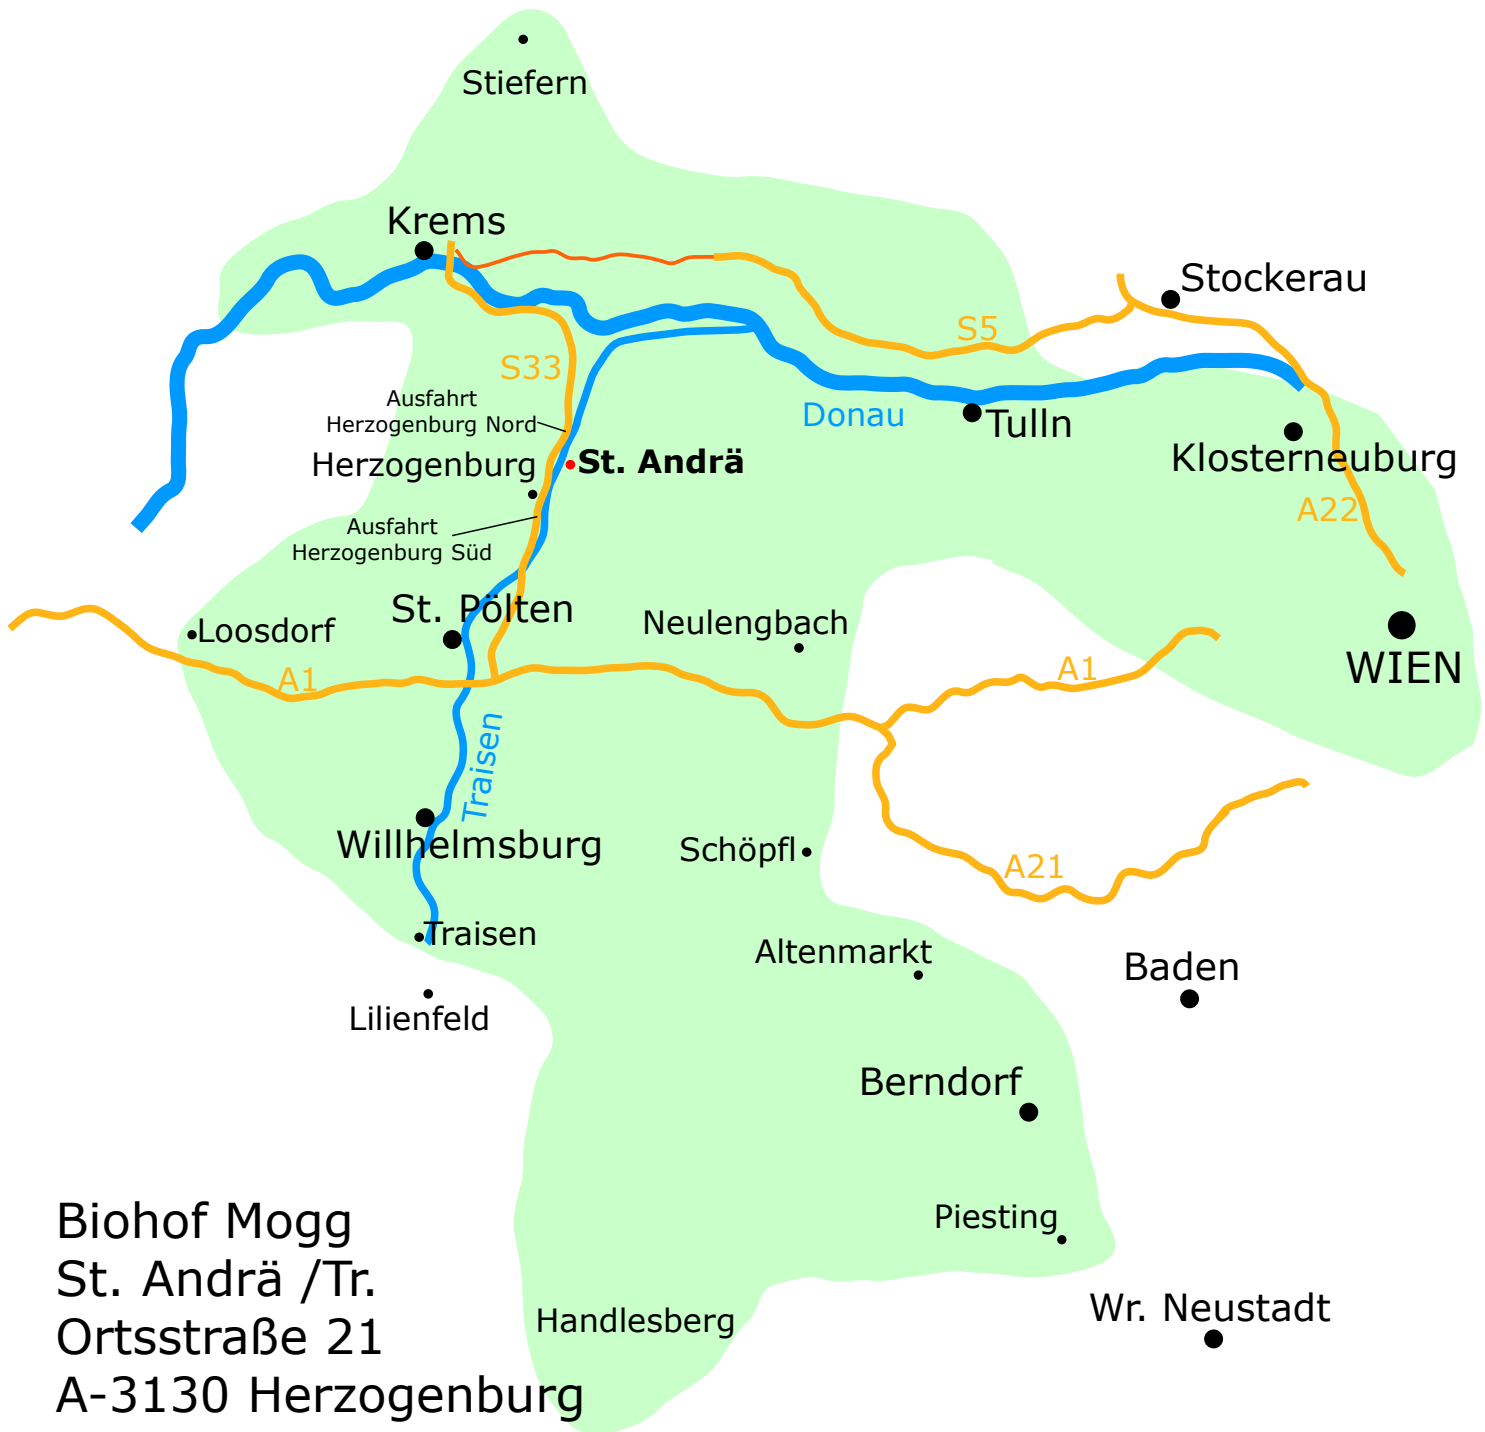 Stiefern
Krems
Stockerau
S5
S33
Ausfahrt
Herzogenburg Nord
Donau
Tulln
Klosterneuburg
Herzogenburg
St. Andrä
A22
Ausfahrt
Herzogenburg Süd
St. Pölten
Loosdorf
Neulengbach
WIEN
A1
A1
Traisen
Willhelmsburg
Schöpfl
A21
Traisen
Altenmarkt
Baden
Lilienfeld
Berndorf
Piesting
Wr. Neustadt
Handlesberg
Biohof Mogg
St. Andrä /Tr.
Ortsstraße 21
A-3130 Herzogenburg